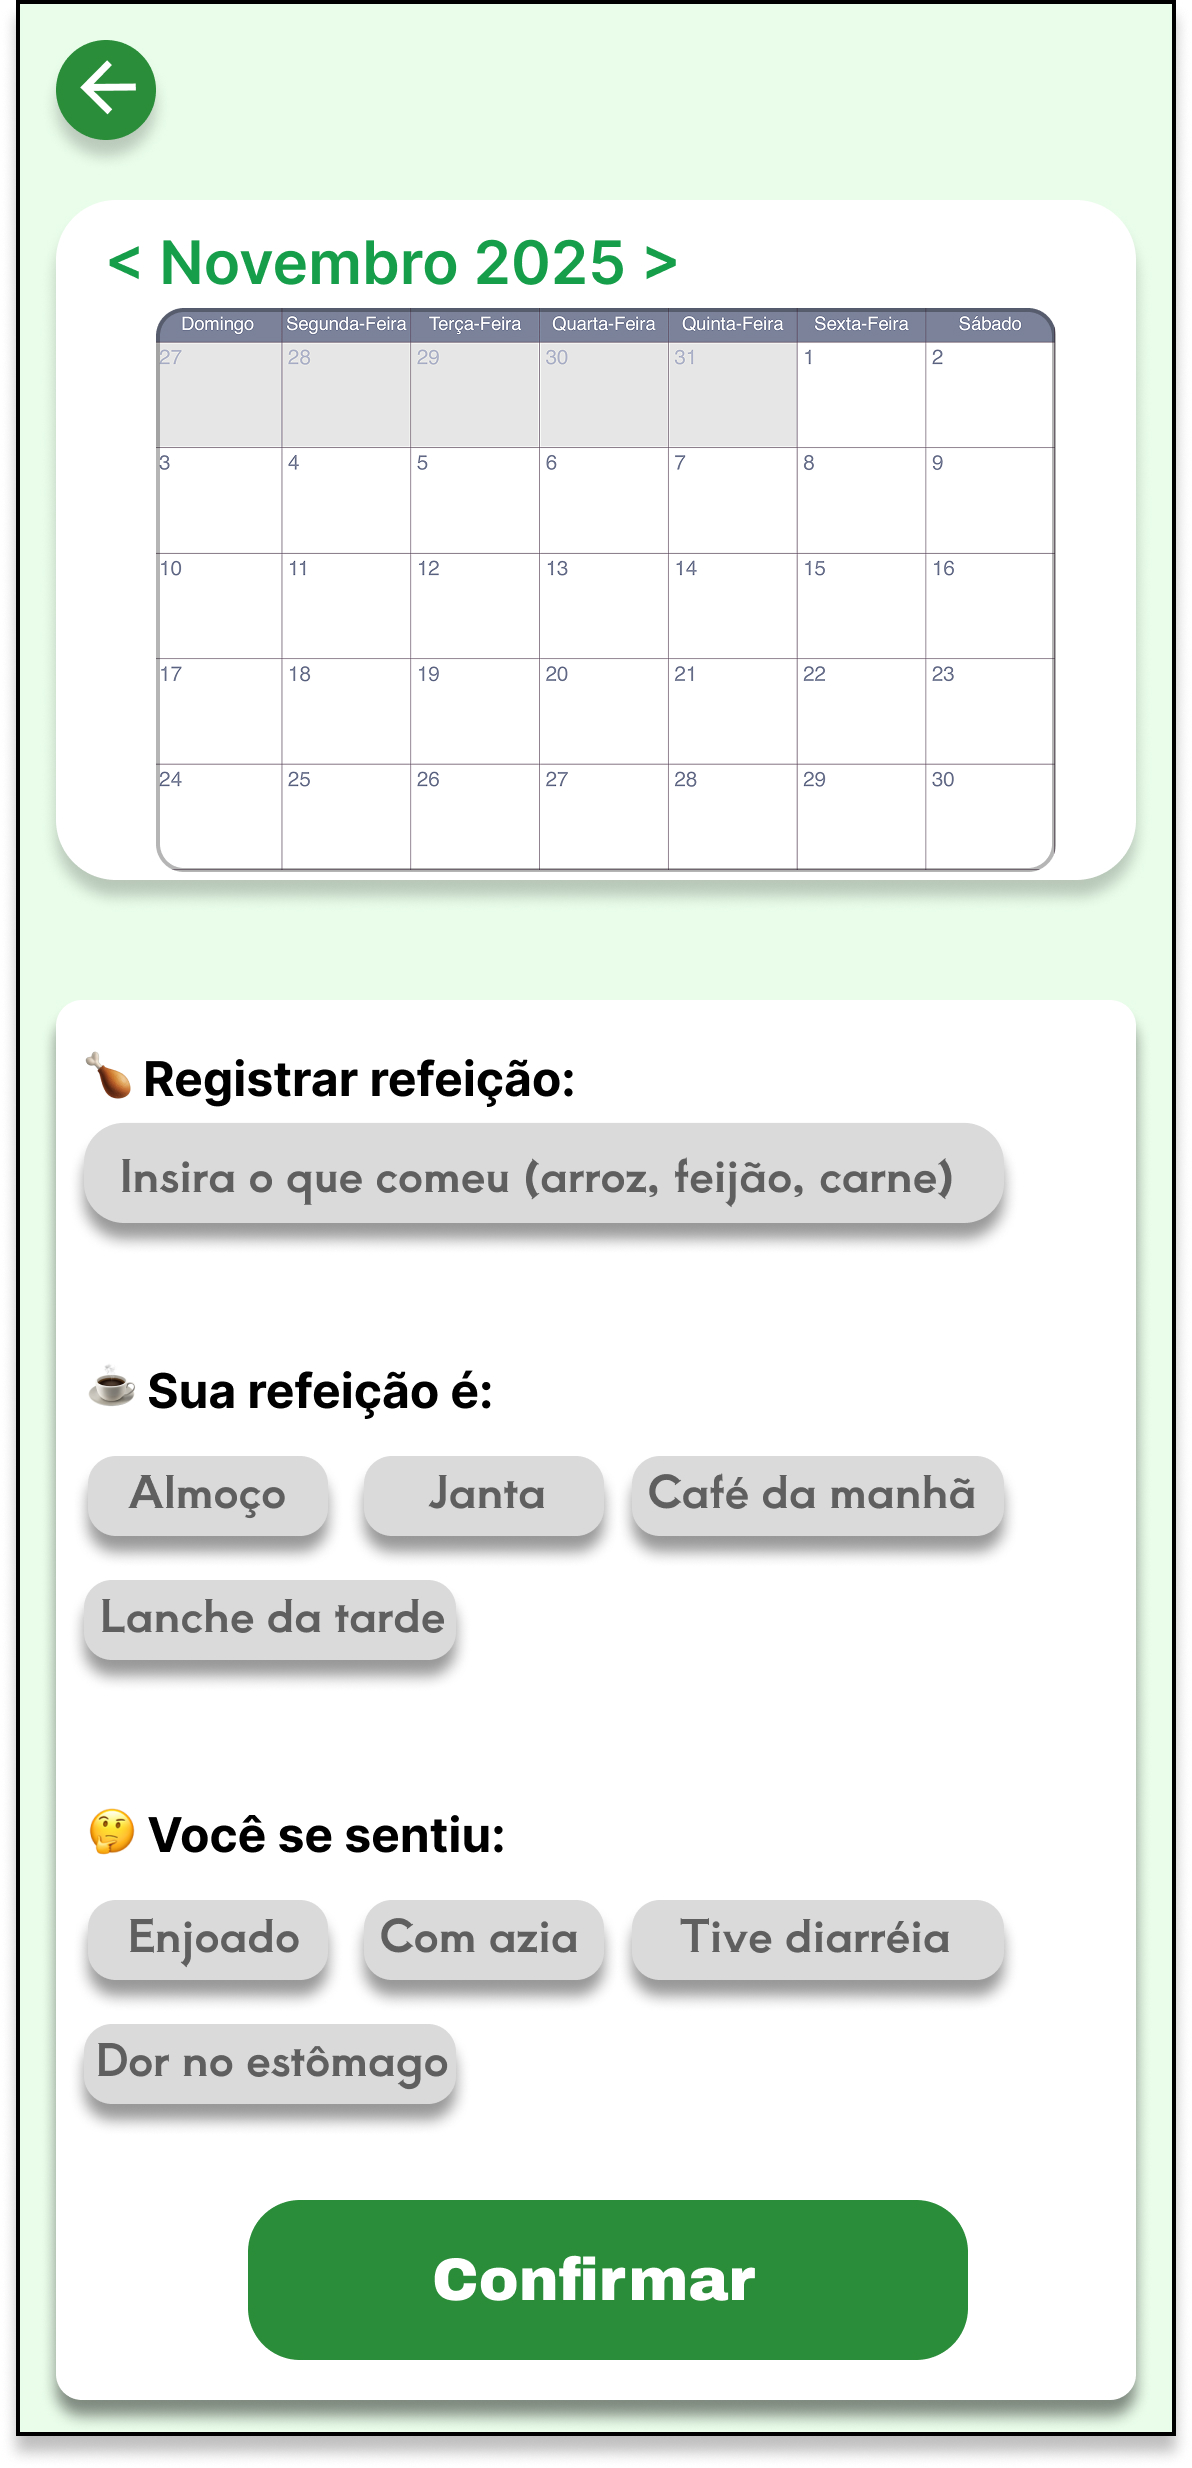 < Novembro 2025 >
Domingo Segunda-Feira Terça-Feira Quarta-Feira Quinta-Feira Sexta-Feira Sábado
27 28 29 30 31 1 2
3 4 5 6 7 8 9
10 11 12 13 14 15 16
17 18 19 20 21 22 23
24 25 26 27 28 29 30
🍗 Registrar refeição:
Insira o que comeu (arroz, feijão, carne)
☕ Sua refeição é:
Almoço Janta Café da manhã
Lanche da tarde
🤔 Você se sentiu:
Enjoado Com azia Tive diarréia
Dor no estômago
Confirmar